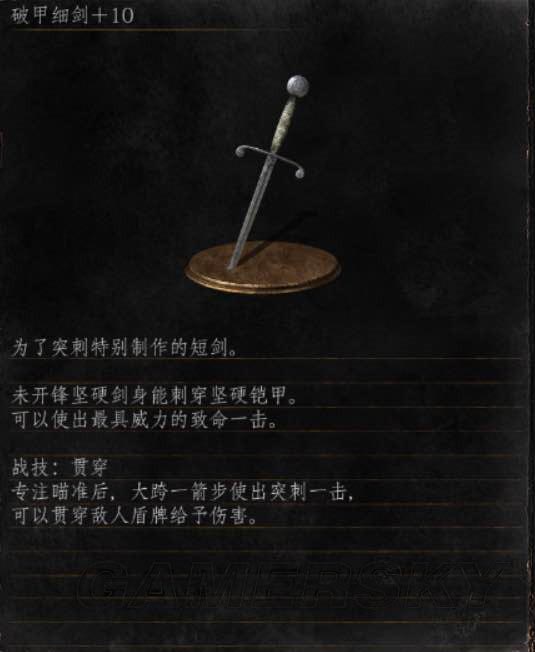 破甲细剑+10
为了突刺特别制作的短剑。
未开锋坚硬剑身能刺穿坚硬铠甲。
可以使出最具威力的致命一击。
战技：贯穿
专注瞄准后，大跨一箭步使出突刺一击，
可以贯穿敌人盾牌给予伤害。
GAMERSKY